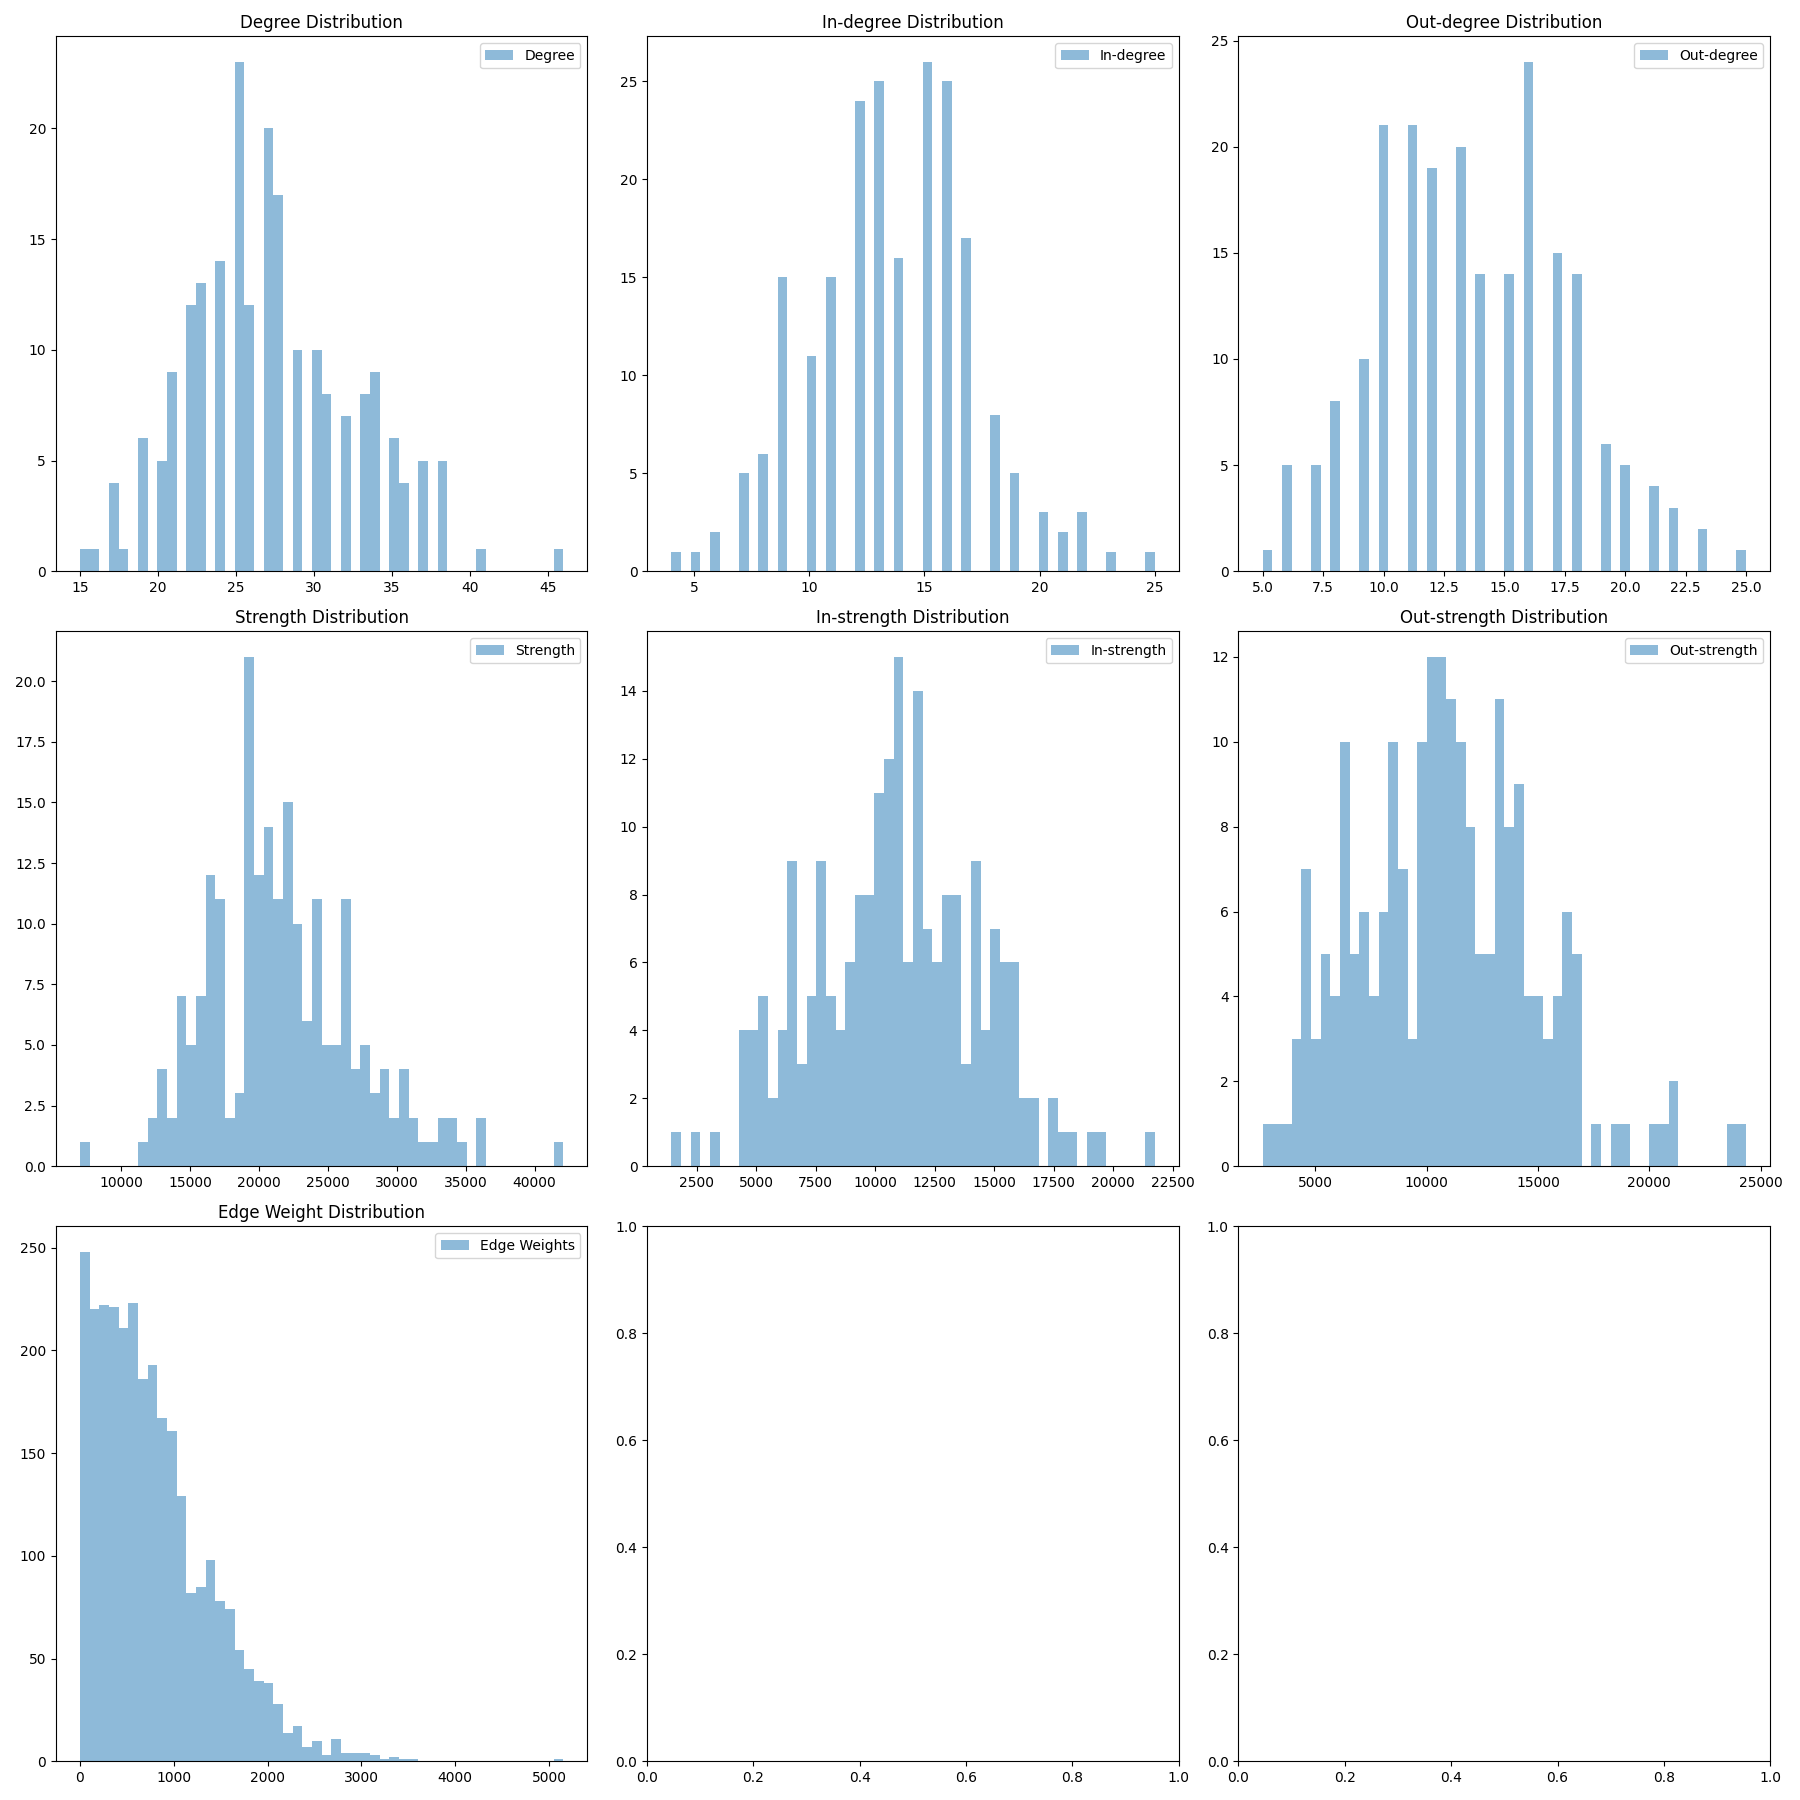 Degree Distribution
Degree
20
15
10
5
0
15 20 25 30 35 40 45
In-degree Distribution
In-degree
25
20
15
10
5
0
5 10 15 20 25
Out-degree Distribution
Out-degree
25
20
15
10
5
0
5.0 7.5 10.0 12.5 15.0 17.5 20.0 22.5 25.0
Strength Distribution
Strength
20.0
17.5
15.0
12.5
10.0
7.5
5.0
2.5
0.0
10000 15000 20000 25000 30000 35000 40000
In-strength Distribution
In-strength
14
12
10
8
6
4
2
0
2500 5000 7500 10000 12500 15000 17500 20000 22500
Out-strength Distribution
Out-strength
12
10
8
6
4
2
0
5000 10000 15000 20000 25000
Edge Weight Distribution
Edge Weights
250
200
150
100
50
0
0 1000 2000 3000 4000 5000
1.0
0.8
0.6
0.4
0.2
0.0
0.0 0.2 0.4 0.6 0.8 1.0
1.0
0.8
0.6
0.4
0.2
0.0
0.0 0.2 0.4 0.6 0.8 1.0